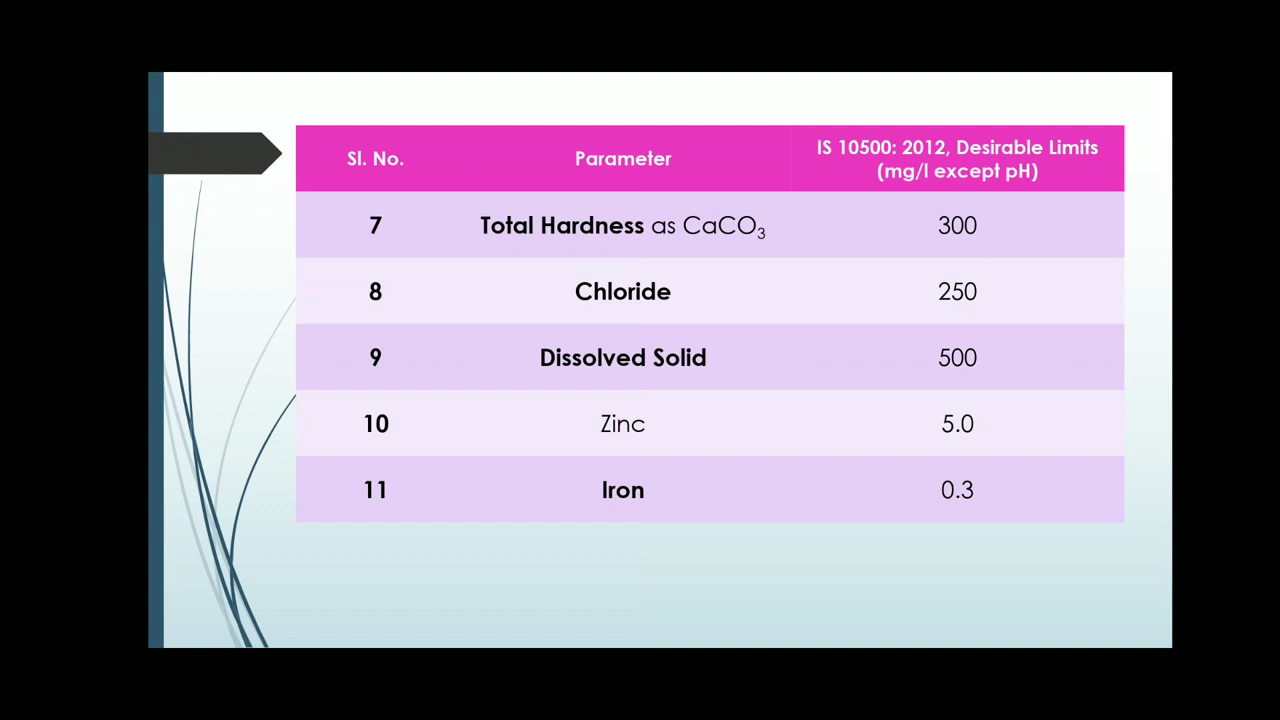 Sl. No. Parameter IS 10500: 2012, Desirable Limits
(mg/l except pH)
7 Total Hardness as CaCO₃ 300
8 Chloride 250
9 Dissolved Solid 500
10 Zinc 5.0
11 Iron 0.3